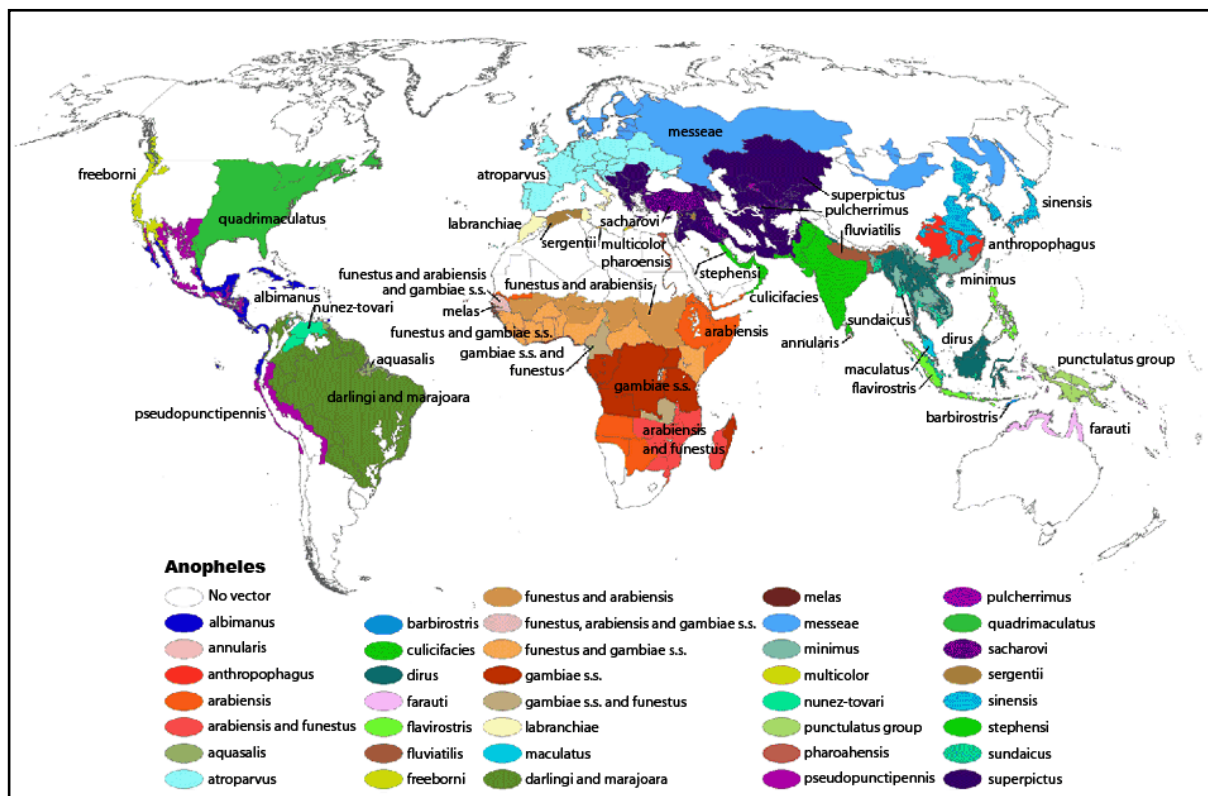 messeae
freeborni
atroparvus
superpictus
sinensis
quadrimaculatus
pulcherrimus
labranchiae
sacharovi
fluviatilis
sergentii
multicolor
anthropophagus
pharoensis
stephensi
funestus and arabiensis
and gambiae s.s.
funestus and arabiensis
minimus
albimanus
culicifacies
nunez-tovari
melas
sundaicus
arabiensis
funestus and gambiae s.s.
annularis
dirus
gambiae s.s. and
funestus
aquasalis
maculatus
punctulatus group
flavirostris
gambiae s.s.
darlingi and marajoara
pseudopunctipennis
barbirostris
farauti
arabiensis
and funestus
Anopheles
No vector
albimanus
annularis
anthropophagus
arabiensis
arabiensis and funestus
aquasalis
atroparvus
barbirostris
culicifacies
dirus
farauti
flavirostris
fluviatilis
freeborni
funestus and arabiensis
funestus, arabiensis and gambiae s.s.
funestus and gambiae s.s.
gambiae s.s.
gambiae s.s. and funestus
labranchiae
maculatus
darlingi and marajoara
melas
messeae
minimus
multicolor
nunez-tovari
punctulatus group
pharoahensis
pseudopunctipennis
pulcherrimus
quadrimaculatus
sacharovi
sergentii
sinensis
stephensi
sundaicus
superpictus